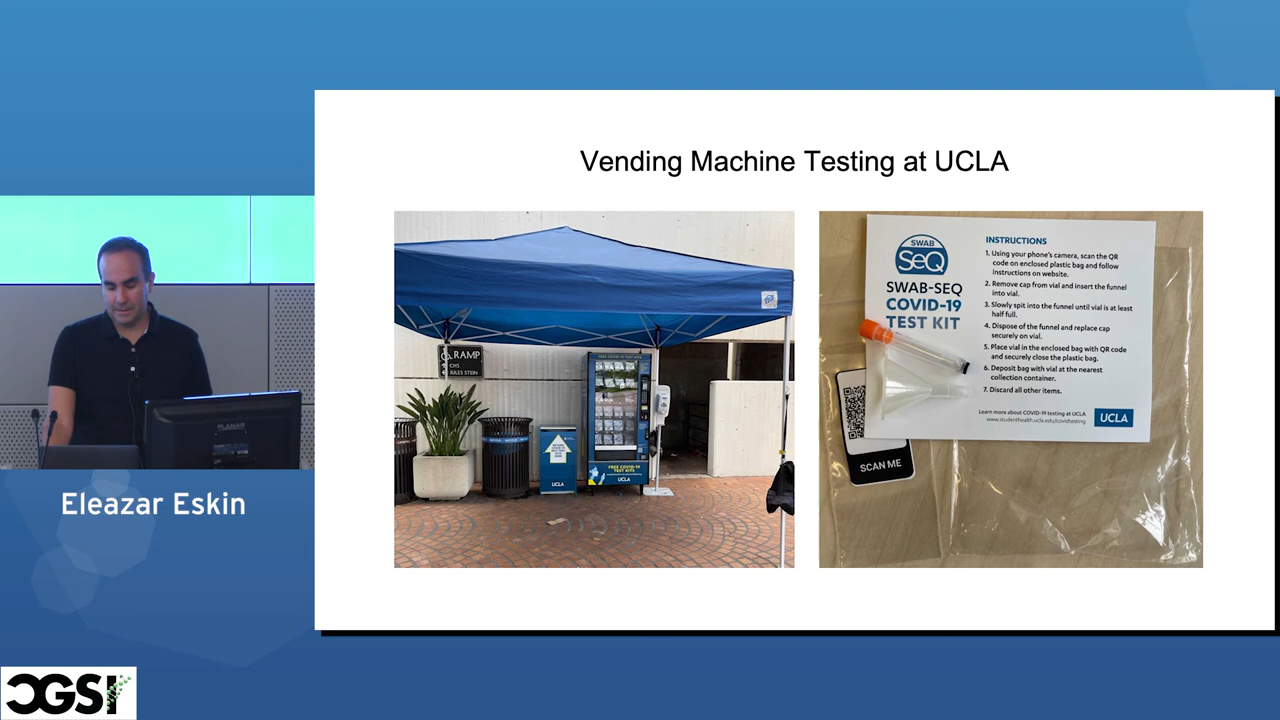 Vending Machine Testing at UCLA
RAMP
CHS
JULES STEIN
FREE COVID-19 TEST KITS
UCLA
FREE COVID-19
TEST KITS
UCLA
SWAB
SeQ
SWAB-SEQ
COVID-19
TEST KIT
INSTRUCTIONS
1. Using your phone's camera, scan the QR
code on enclosed plastic bag and follow
instructions on website.
2. Remove cap from vial and insert the funnel
into vial.
3. Slowly spit into the funnel until vial is at least
half full.
4. Dispose of the funnel and replace cap
securely on vial.
5. Place vial in the enclosed bag with QR code
and securely close the plastic bag.
6. Deposit bag with vial at the nearest
collection container.
7. Discard all other items.
Learn more about COVID-19 testing at UCLA
www.studenthealth.ucla.edu/covidtesting
UCLA
SCAN ME
PLANAR
Eleazar Eskin
CGSI